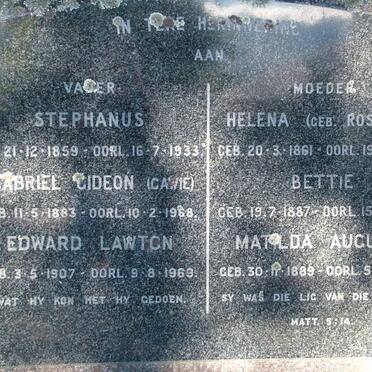 IN TERE HERINNERING
AAN
VADER
STEPHANUS
21-12-1859 - OORL. 16-7-1933
GABRIEL GIDEON (GAWIE)
11-5-1883 - OORL. 10-2-1968
EDWARD LAWTON
3-5-1907 - OORL. 9-8-1969
WAT HY KON HET HY GEDOEN.
MOEDER
HELENA (GEB. ROS
GEB. 20-3-1861 - OORL. 19
BETTIE
GEB. 19-7-1887 - OORL. 15
MATILDA AUGU
GEB. 30-11-1889 - OORL. 5
SY WAS DIE LIG VAN DIE
MATT. 5:14.